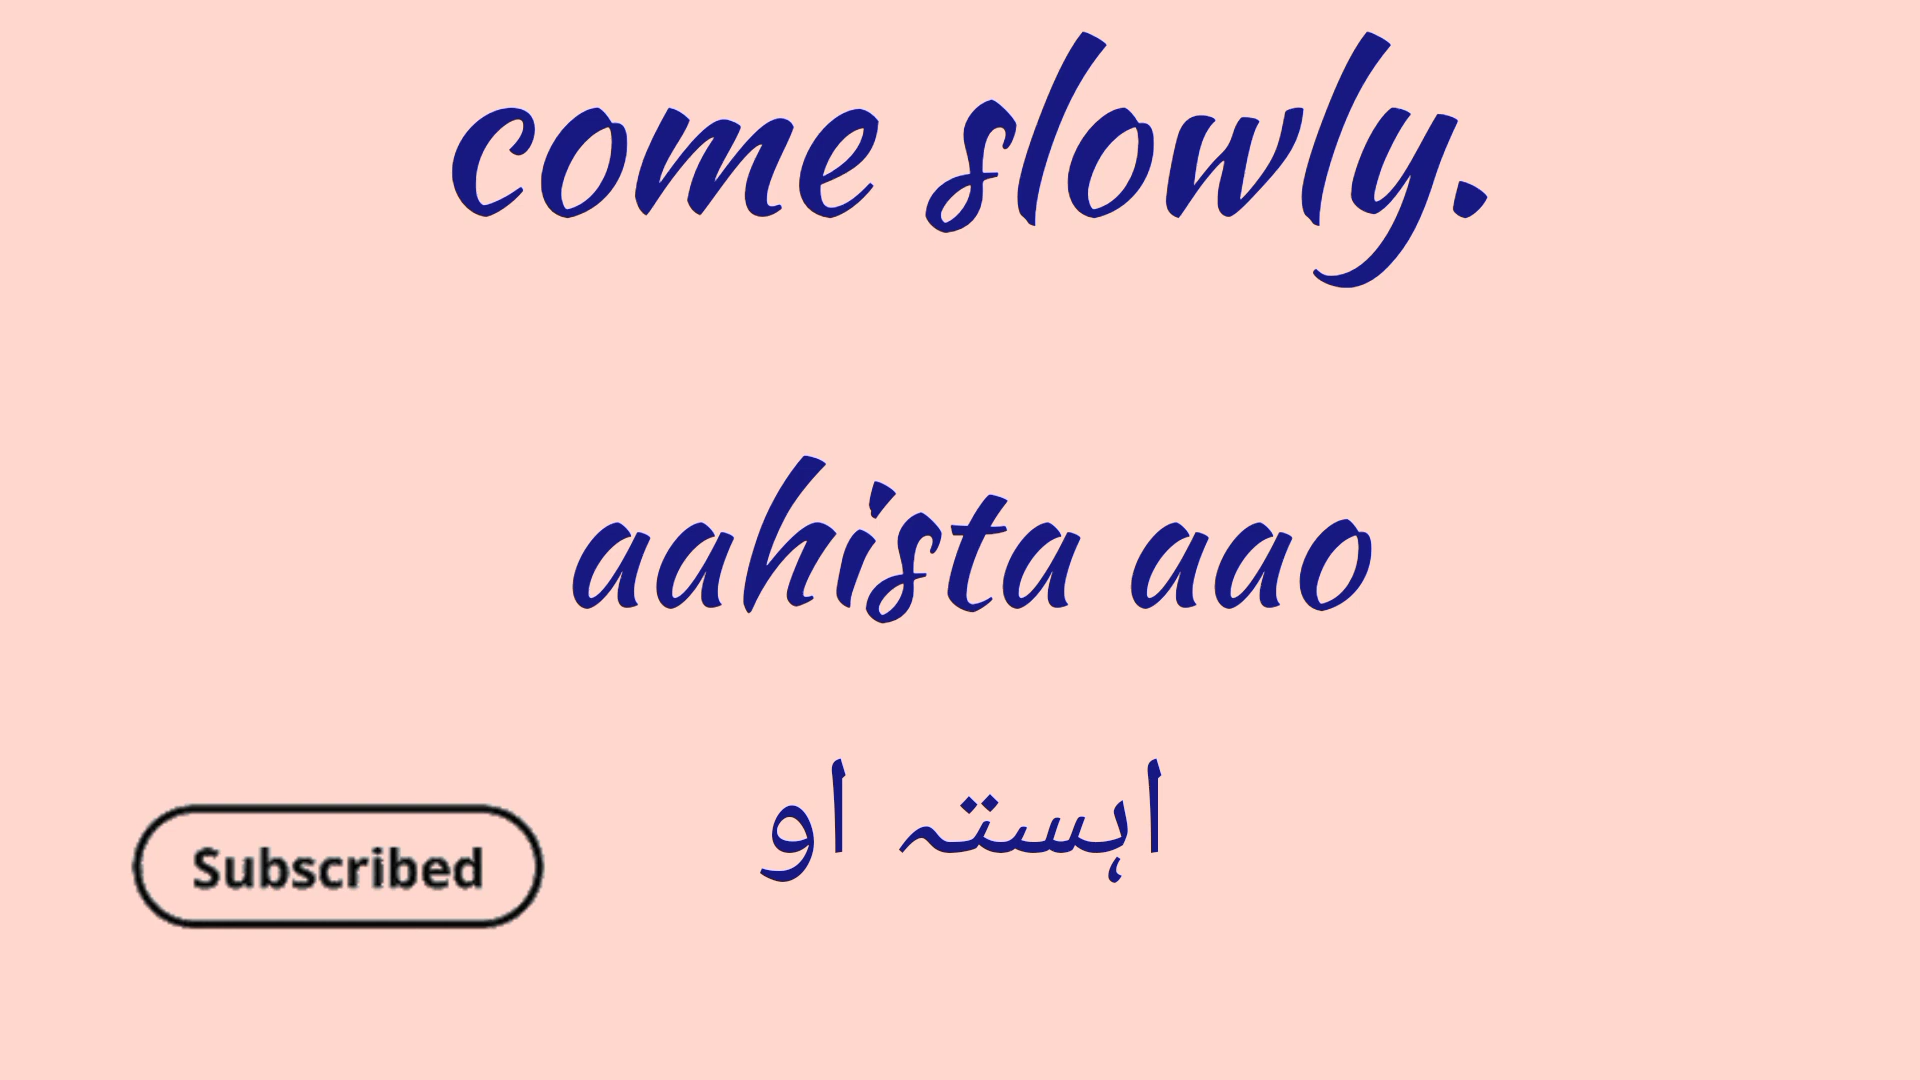 come slowly.
aahista aao
اہستہ او
Subscribed